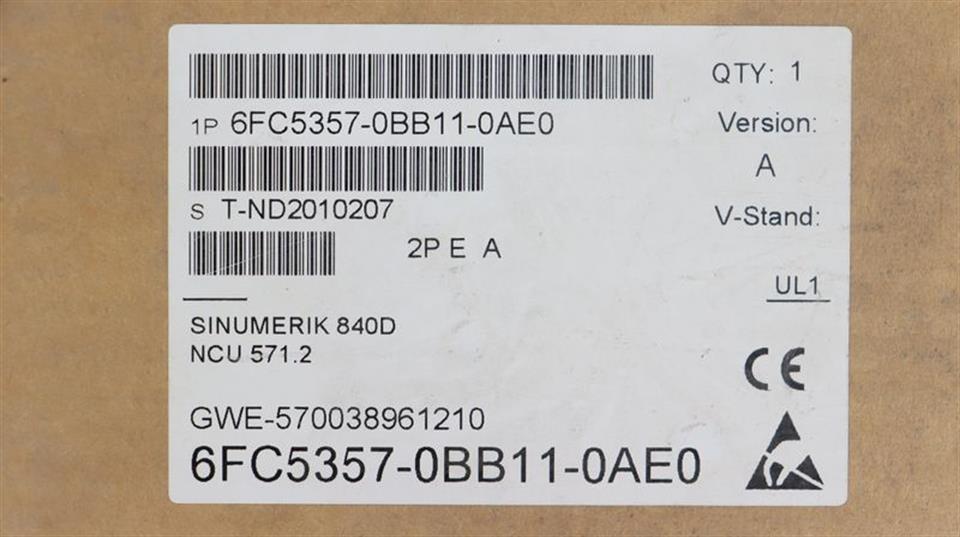 QTY: 1
1P 6FC5357-0BB11-0AE0
Version:
A
S T-ND2010207
V-Stand:
2P E A
UL1
SINUMERIK 840D
NCU 571.2
CE
GWE-570038961210
6FC5357-0BB11-0AE0